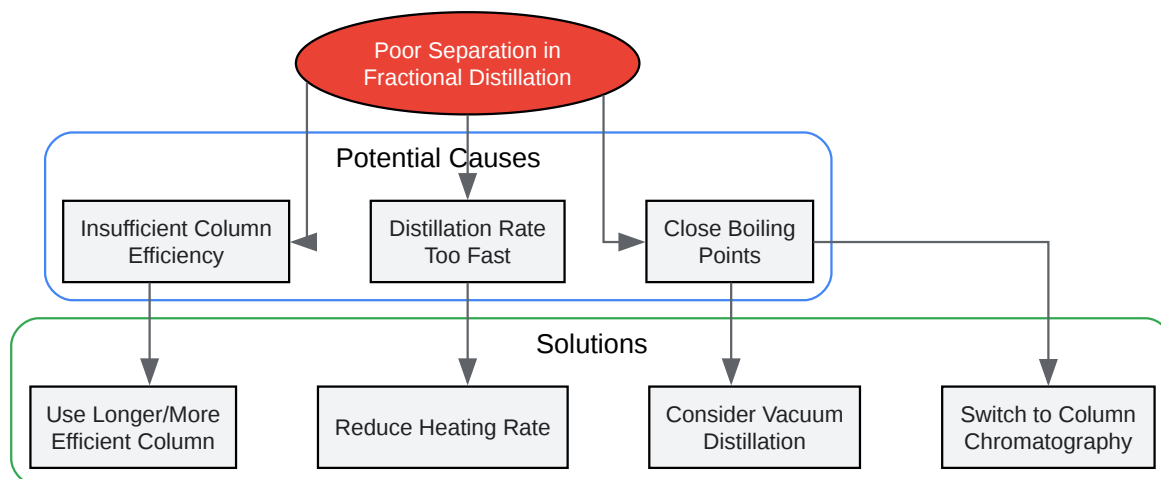 Poor Separation in
Fractional Distillation
Potential Causes
Insufficient Column
Efficiency
Distillation Rate
Too Fast
Close Boiling
Points
Solutions
Use Longer/More
Efficient Column
Reduce Heating Rate
Consider Vacuum
Distillation
Switch to Column
Chromatography